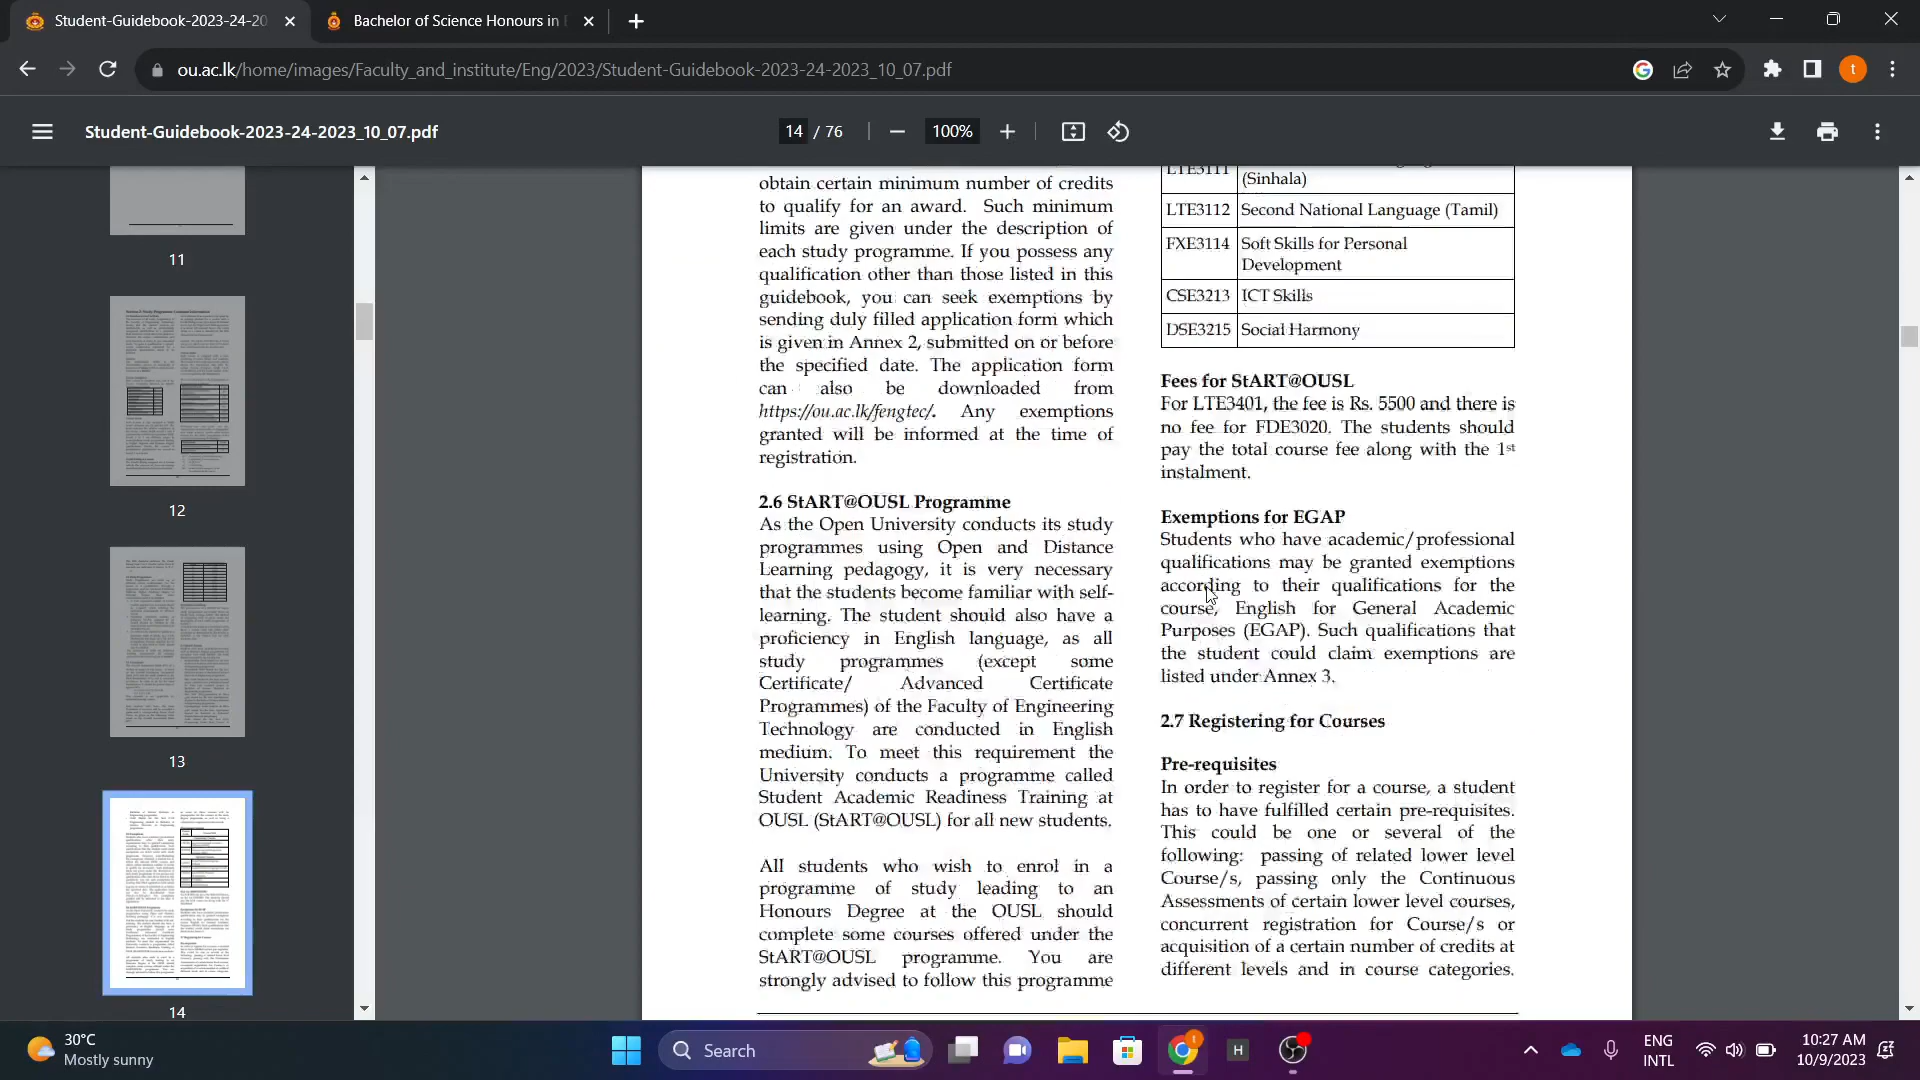 Student-Guidebook-2023-24-20
Bachelor of Science Honours in
ou.ac.lk/home/images/Faculty_and_institute/Eng/2023/Student-Guidebook-2023-24-2023_10_07.pdf
t
Student-Guidebook-2023-24-2023_10_07.pdf
14 / 76
100%
11
12
13
14
obtain certain minimum number of credits
to qualify for an award. Such minimum
limits are given under the description of
each study programme. If you possess any
qualification other than those listed in this
guidebook, you can seek exemptions by
sending duly filled application form which
is given in Annex 2, submitted on or before
the specified date. The application form
can also be downloaded from
https://ou.ac.lk/fengtec/. Any exemptions
granted will be informed at the time of
registration.
2.6 StART@OUSL Programme
As the Open University conducts its study
programmes using Open and Distance
Learning pedagogy, it is very necessary
that the students become familiar with self-
learning. The student should also have a
proficiency in English language, as all
study programmes (except some
Certificate/ Advanced Certificate
Programmes) of the Faculty of Engineering
Technology are conducted in English
medium. To meet this requirement the
University conducts a programme called
Student Academic Readiness Training at
OUSL (StART@OUSL) for all new students.
All students who wish to enrol in a
programme of study leading to an
Honours Degree at the OUSL should
complete some courses offered under the
StART@OUSL programme. You are
strongly advised to follow this programme
LTE3111
(Sinhala)
LTE3112 Second National Language (Tamil)
FXE3114 Soft Skills for Personal
Development
CSE3213 ICT Skills
DSE3215 Social Harmony
Fees for StART@OUSL
For LTE3401, the fee is Rs. 5500 and there is
no fee for FDE3020. The students should
pay the total course fee along with the 1st
instalment.
Exemptions for EGAP
Students who have academic/professional
qualifications may be granted exemptions
according to their qualifications for the
course, English for General Academic
Purposes (EGAP). Such qualifications that
the student could claim exemptions are
listed under Annex 3.
2.7 Registering for Courses
Pre-requisites
In order to register for a course, a student
has to have fulfilled certain pre-requisites.
This could be one or several of the
following: passing of related lower level
Course/s, passing only the Continuous
Assessments of certain lower level courses,
concurrent registration for Course/s or
acquisition of a certain number of credits at
different levels and in course categories.
30°C
Mostly sunny
Search
H
ENG
INTL
10:27 AM
10/9/2023